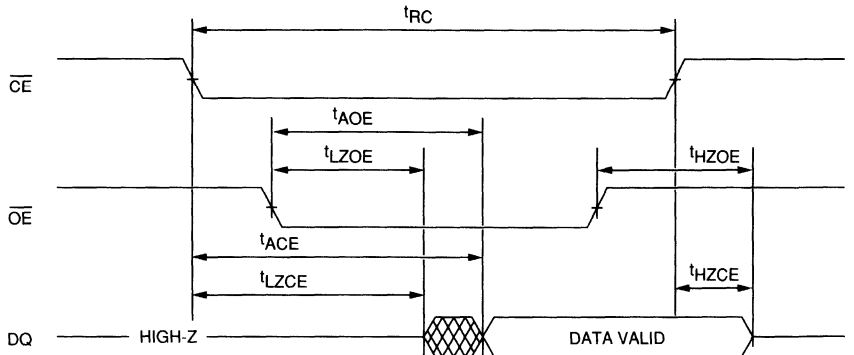 tRC
CE
tAOE
tLZOE
tHZOE
OE
tACE
tLZCE
tHZCE
DQ HIGH-Z DATA VALID